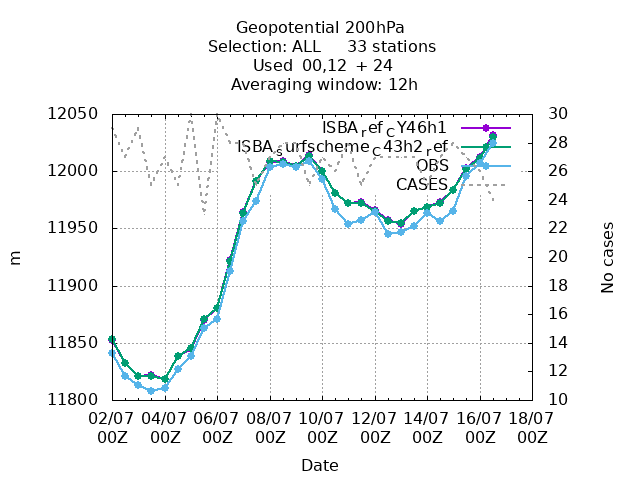 Geopotential 200hPa
Selection: ALL 33 stations
Used 00,12 + 24
Averaging window: 12h
12050 30
ISBA_ref_CY46h1
28
ISBA_surfscheme_C43h2_ref
12000 OBS 26
CASES
24
11950 22
20
11900 18
16
11850 14
12
11800 10
m
No cases
02/07 04/07 06/07 08/07 10/07 12/07 14/07 16/07 18/07
00Z 00Z 00Z 00Z 00Z 00Z 00Z 00Z 00Z
Date